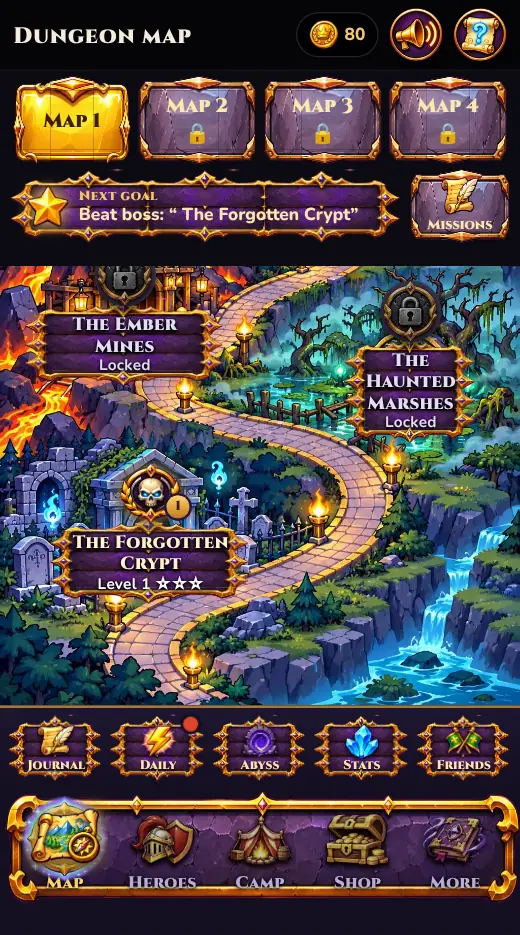 Dungeon map
80
Map 1
Map 2
Map 3
Map 4
Next goal
Beat boss: “ The Forgotten Crypt”
Missions
The Ember
Mines
Locked
The
Haunted
Marshes
Locked
1
The Forgotten
Crypt
Level 1 ☆☆☆
Journal
Daily
Abyss
Stats
Friends
Map
Heroes
Camp
Shop
More